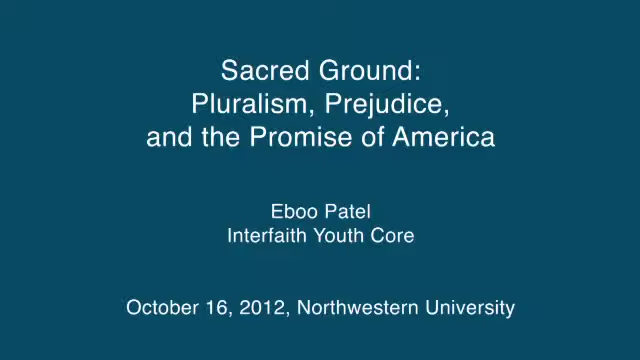 Sacred Ground:
Pluralism, Prejudice,
and the Promise of America
Eboo Patel
Interfaith Youth Core
October 16, 2012, Northwestern University